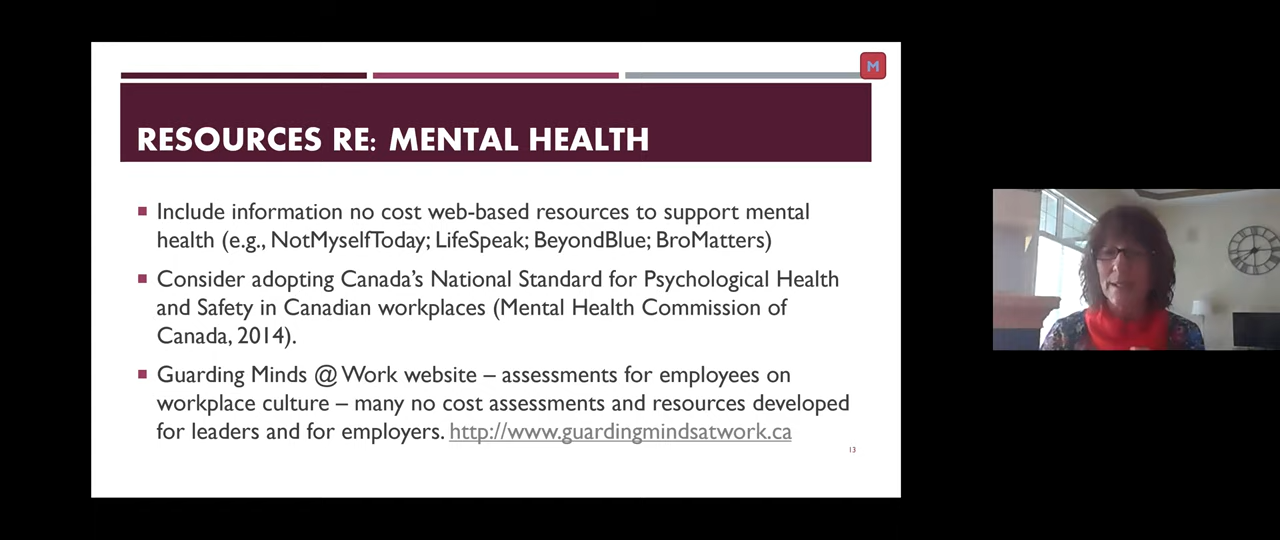 M
RESOURCES RE: MENTAL HEALTH
Include information no cost web-based resources to support mental
health (e.g., NotMyselfToday; LifeSpeak; BeyondBlue; BroMatters)
Consider adopting Canada's National Standard for Psychological Health
and Safety in Canadian workplaces (Mental Health Commission of
Canada, 2014).
Guarding Minds @ Work website – assessments for employees on
workplace culture – many no cost assessments and resources developed
for leaders and for employers. http://www.guardingmindsatwork.ca
13